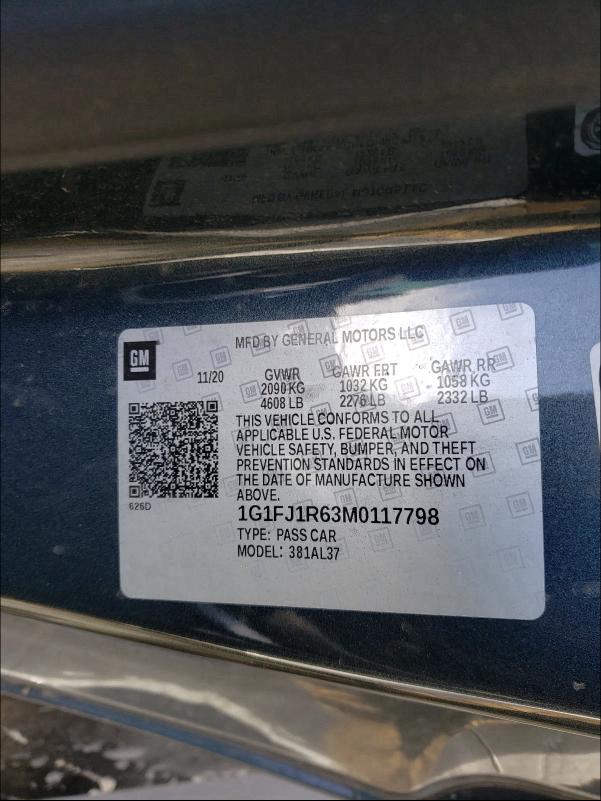 MFD BY GENERAL MOTORS LLC
GM
11/20
GVWR GAWR FRT GAWR RR
2090 KG 1032 KG 1058 KG
4608 LB 2276 LB 2332 LB
THIS VEHICLE CONFORMS TO ALL
APPLICABLE U.S. FEDERAL MOTOR
VEHICLE SAFETY, BUMPER, AND THEFT
PREVENTION STANDARDS IN EFFECT ON
THE DATE OF MANUFACTURE SHOWN
ABOVE.
626D
1G1FJ1R63M0117798
TYPE: PASS CAR
MODEL: 381AL37